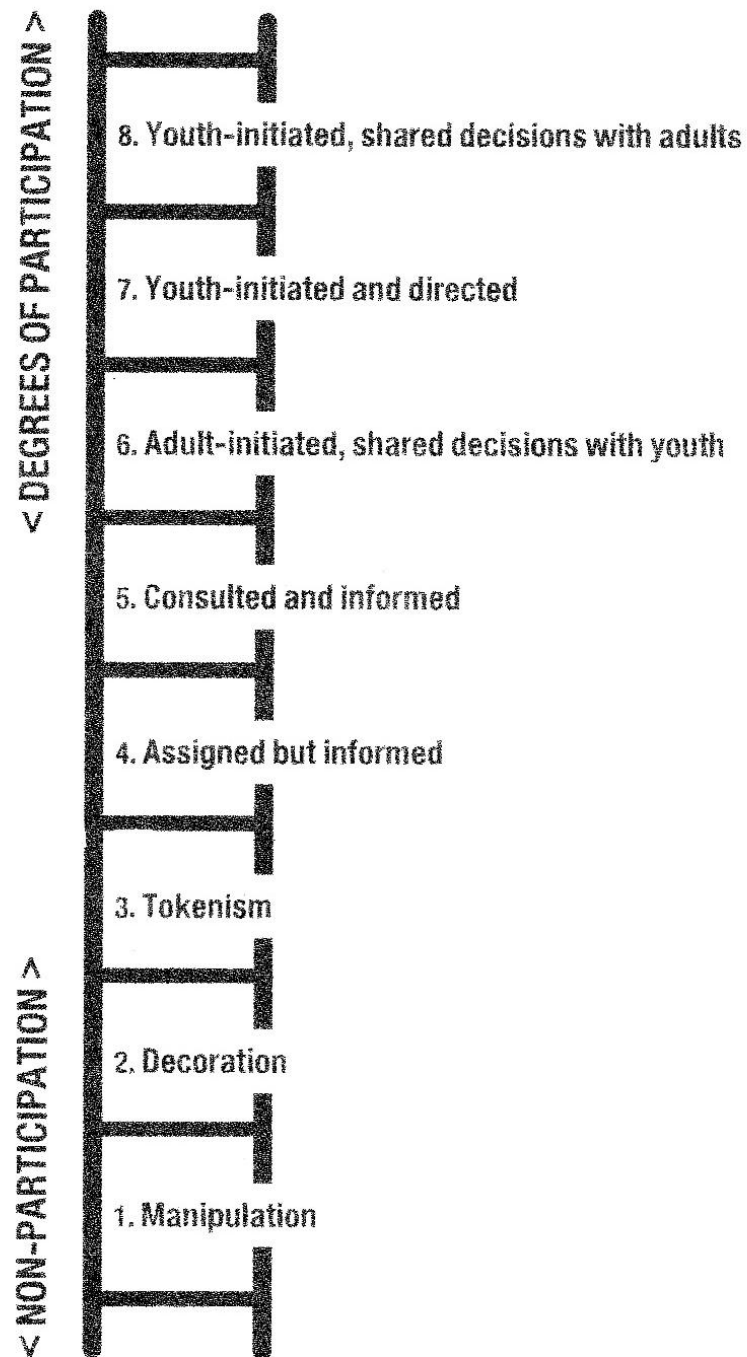 < DEGREES OF PARTICIPATION >
8. Youth-initiated, shared decisions with adults
7. Youth-initiated and directed
6. Adult-initiated, shared decisions with youth
5. Consulted and informed
4. Assigned but informed
< NON-PARTICIPATION >
3. Tokenism
2. Decoration
1. Manipulation